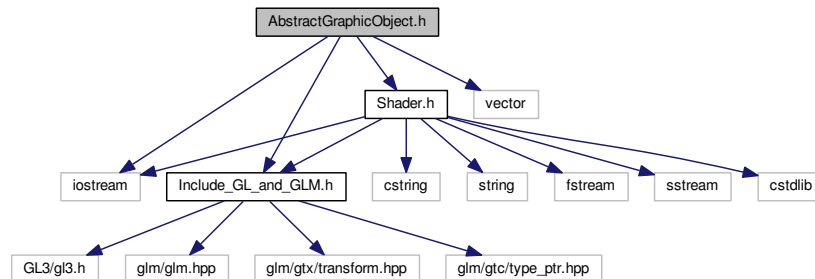 AbstractGraphicObject.h
Shader.h
vector
iostream
Include_GL_and_GLM.h
cstring
string
fstream
sstream
cstdlib
GL3/gl3.h
glm/glm.hpp
glm/gtx/transform.hpp
glm/gtc/type_ptr.hpp